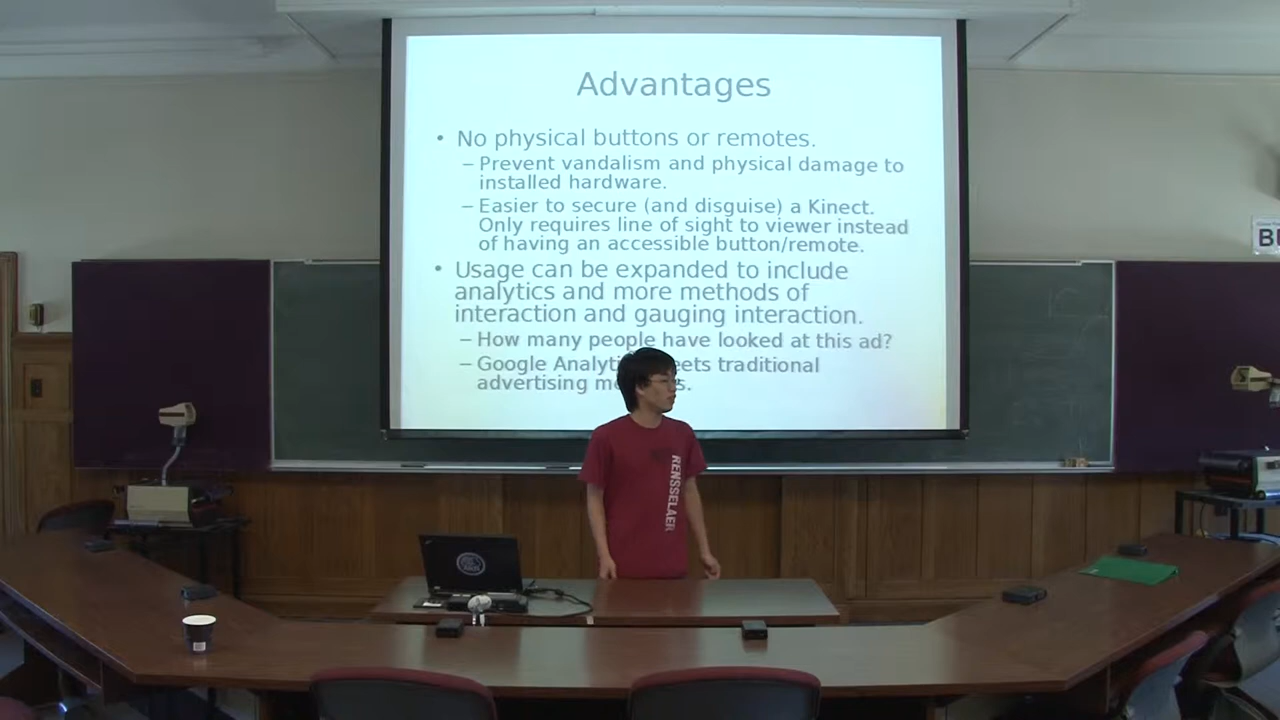 Advantages
• No physical buttons or remotes.
– Prevent vandalism and physical damage to
installed hardware.
– Easier to secure (and disguise) a Kinect.
Only requires line of sight to viewer instead
of having an accessible button/remote.
• Usage can be expanded to include
analytics and more methods of
interaction and gauging interaction.
– How many people have looked at this ad?
– Google traditional
advertising
RENSSELAER